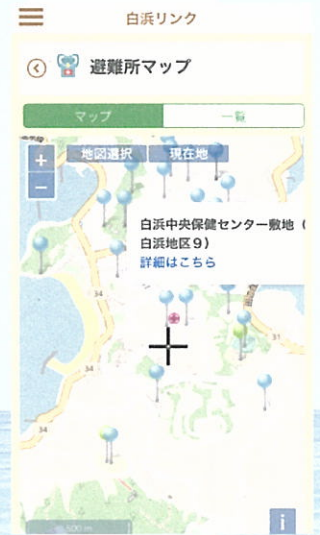 白浜リンク
避難所マップ
マップ
一覧
+
地図選択
現在地
−
白浜中央保健センター敷地（
白浜地区9）
詳細はこちら
34
34
31
34
i